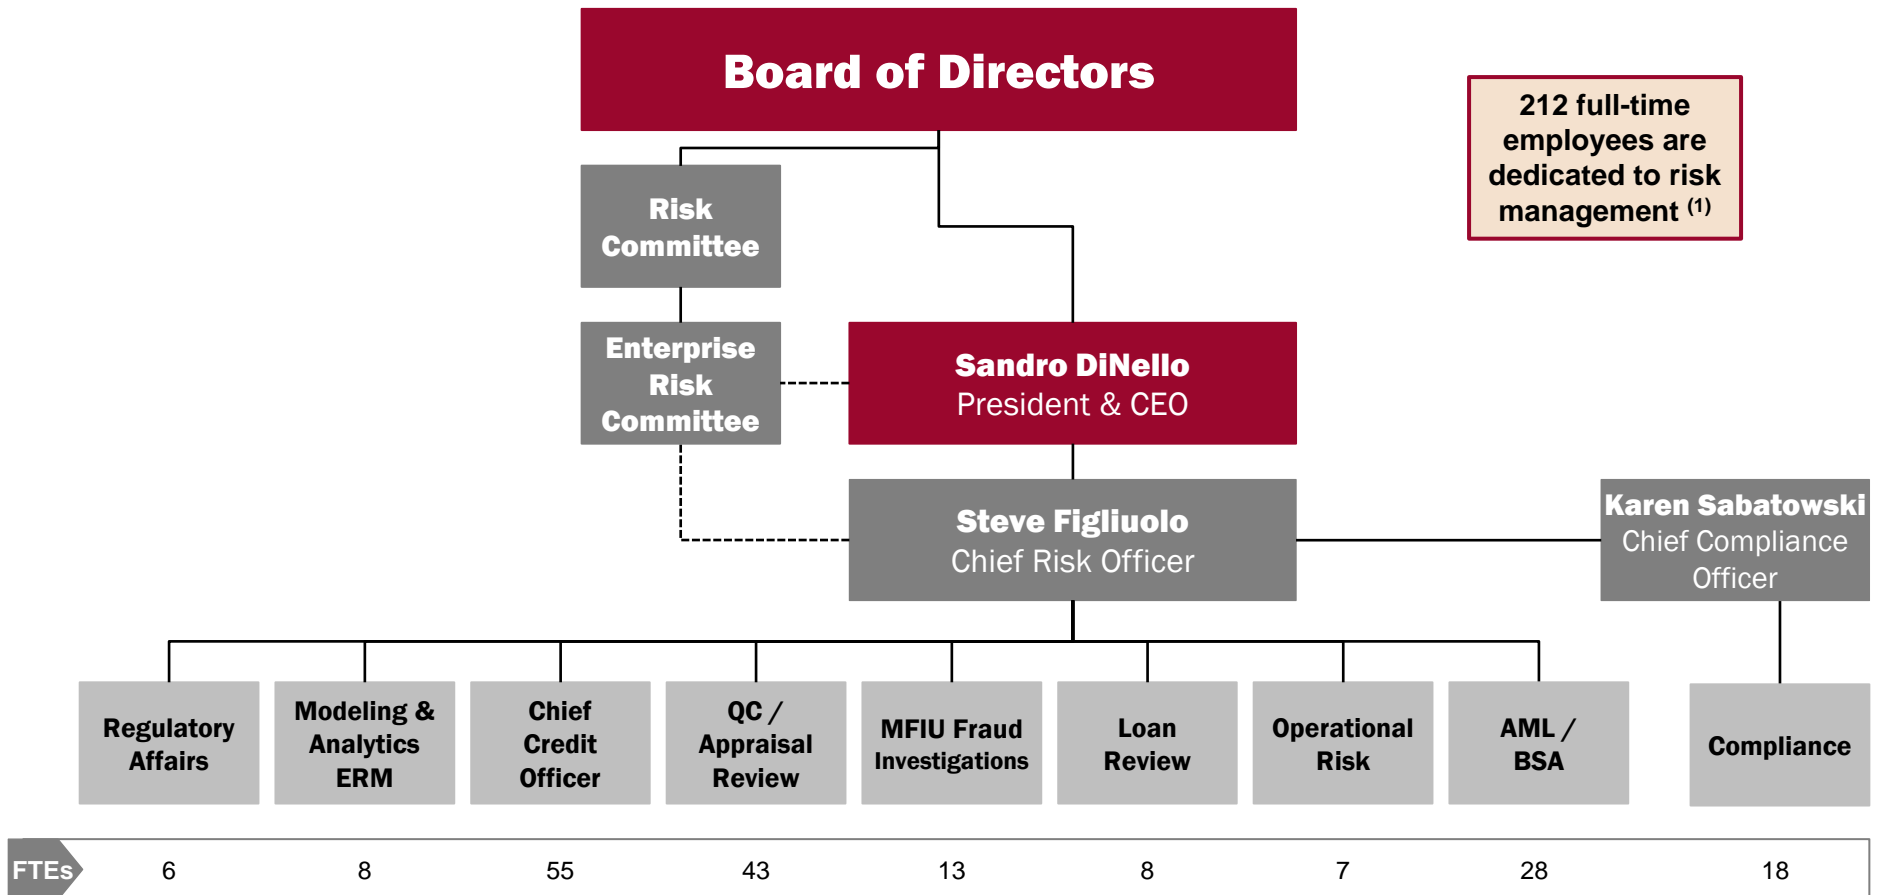 Board of Directors
212 full-time
employees are
dedicated to risk
management (1)
Risk
Committee
Enterprise
Risk
Committee
Sandro DiNello
President & CEO
Steve Figliuolo
Chief Risk Officer
Karen Sabatowski
Chief Compliance
Officer
Regulatory
Affairs
Modeling &
Analytics
ERM
Chief
Credit
Officer
QC /
Appraisal
Review
MFIU Fraud
Investigations
Loan
Review
Operational
Risk
AML /
BSA
Compliance
FTEs 6 8 55 43 13 8 7 28 18